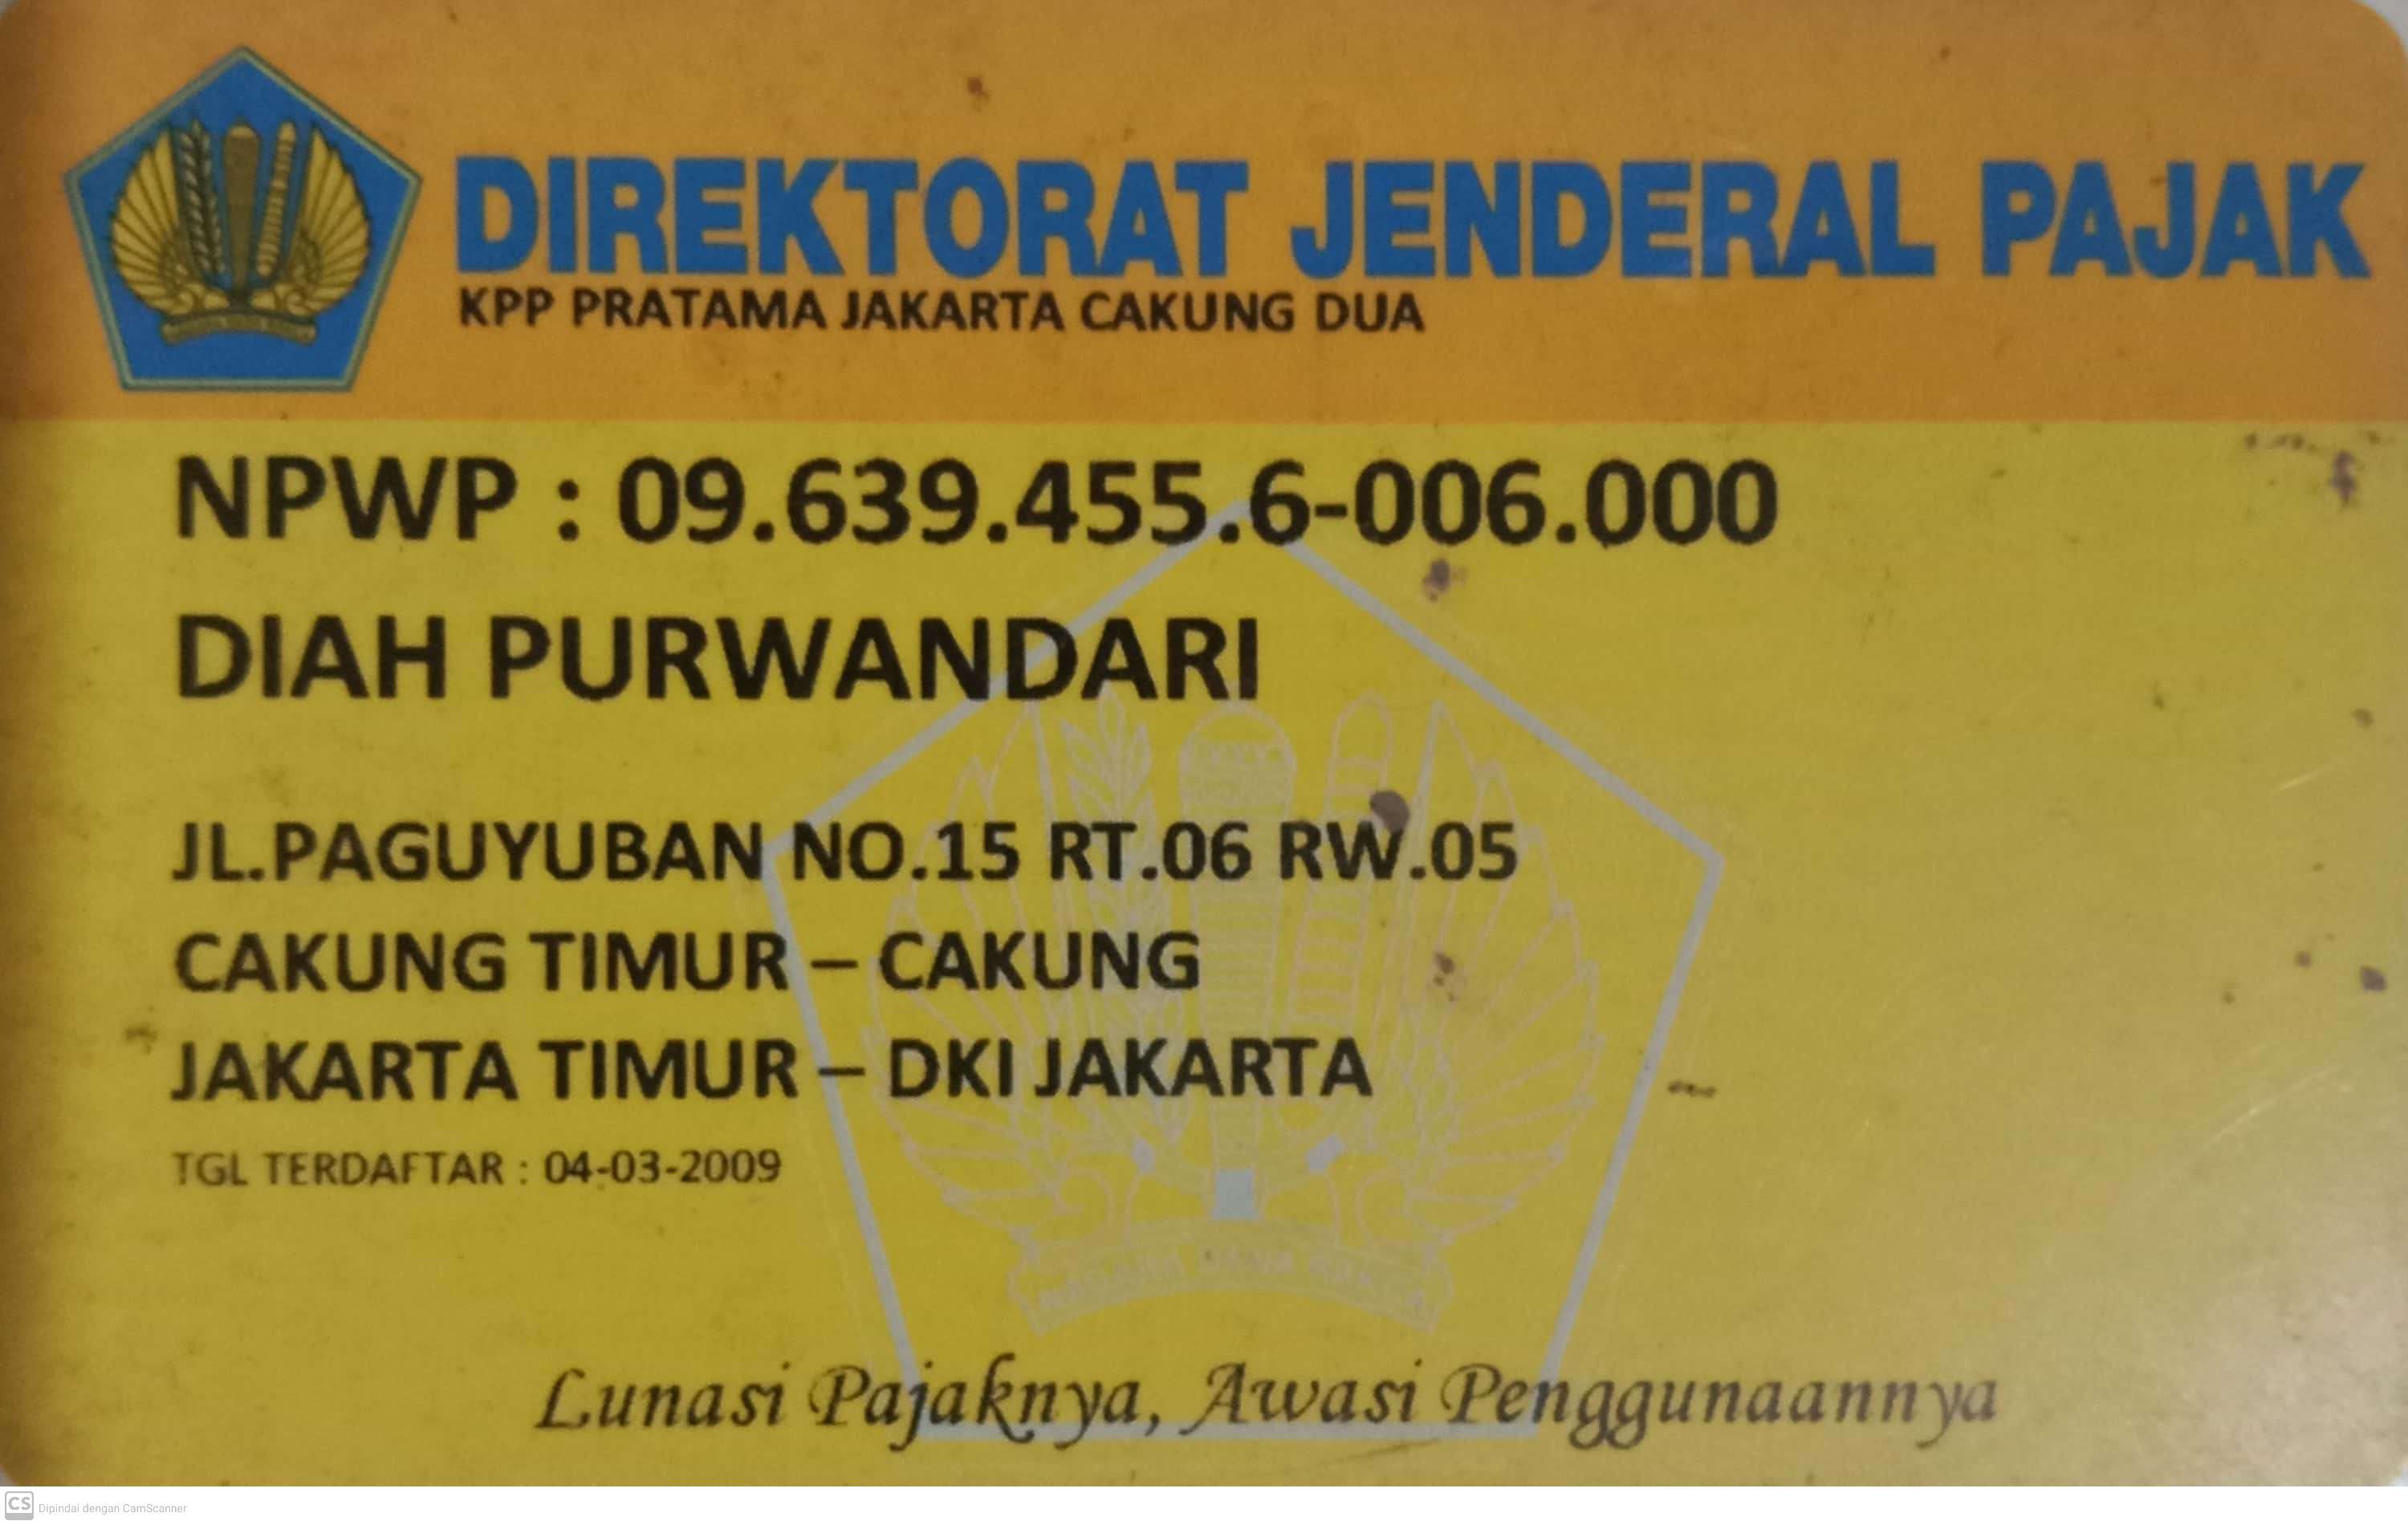 DIREKTORAT JENDERAL PAJAK
KPP PRATAMA JAKARTA CAKUNG DUA
NPWP : 09.639.455.6-006.000
DIAH PURWANDARI
JL.PAGUYUBAN NO.15 RT.06 RW.05
CAKUNG TIMUR – CAKUNG
JAKARTA TIMUR – DKI JAKARTA
TGL TERDAFTAR : 04-03-2009
Lunasi Pajaknya, Awasi Penggunaannya
CS Dipindai dengan CamScanner